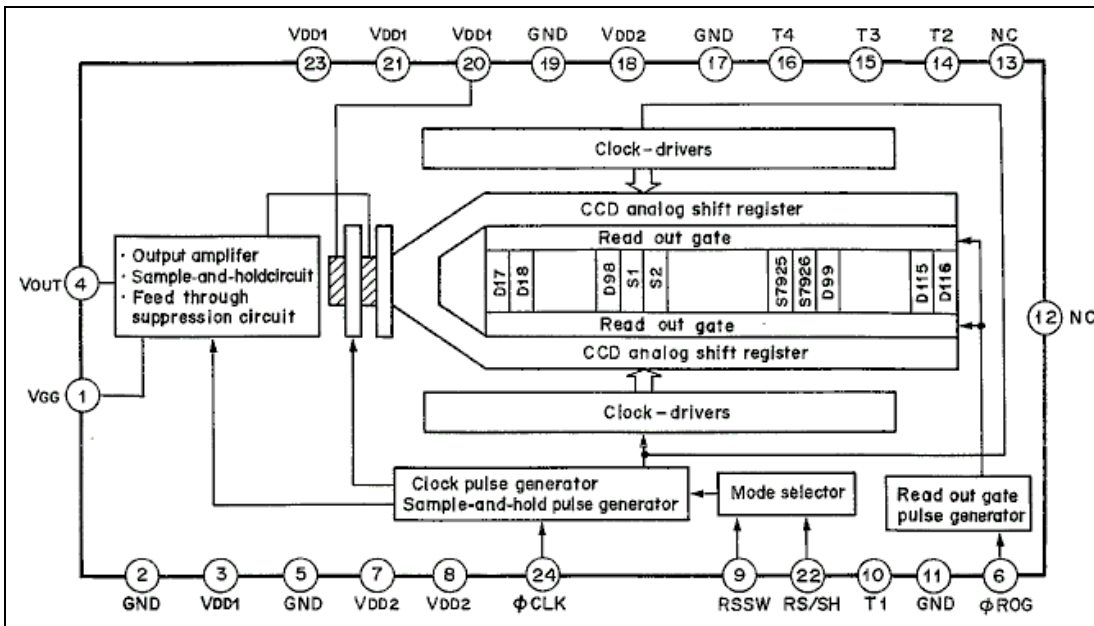 VDD1 VDD1 VDD1 GND VDD2 GND T4 T3 T2 NC
23 21 20 19 18 17 16 15 14 13
Clock-drivers
CCD analog shift register
Read out gate
· Output amplifer
· Sample-and-holdcircuit
· Feed through
suppression circuit
VOUT 4
D17 D18 D98 S1 S2 S7925 S7926 D99 D115 D116
12 NC
Read out gate
CCD analog shift register
VGG 1
Clock-drivers
Clock pulse generator
Sample-and-hold pulse generator
Mode selector
Read out gate
pulse generator
2 3 5 7 8 24 9 22 10 11 6
GND VDD1 GND VDD2 VDD2 ϕCLK RSSW RS/SH T1 GND ϕROG